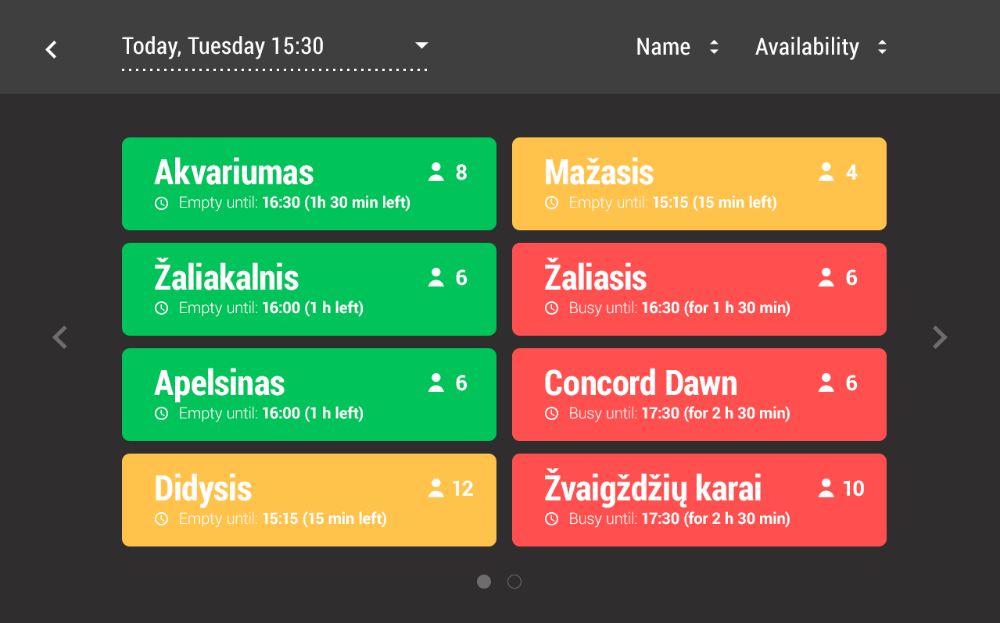 Today, Tuesday 15:30
Name
Availability
Akvariumas
8
Empty until: 16:30 (1h 30 min left)
Mažasis
4
Empty until: 15:15 (15 min left)
Žaliakalnis
6
Empty until: 16:00 (1 h left)
Žaliasis
6
Busy until: 16:30 (for 1 h 30 min)
Apelsinas
6
Empty until: 16:00 (1 h left)
Concord Dawn
6
Busy until: 17:30 (for 2 h 30 min)
Didysis
12
Empty until: 15:15 (15 min left)
Žvaigždžių karai
10
Busy until: 17:30 (for 2 h 30 min)